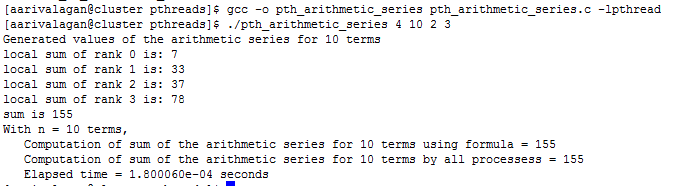 [aarivalagan@cluster pthreads]$ gcc -o pth_arithmetic_series pth_arithmetic_series.c -lpthread
[aarivalagan@cluster pthreads]$ ./pth_arithmetic_series 4 10 2 3
Generated values of the arithmetic series for 10 terms
local sum of rank 0 is: 7
local sum of rank 1 is: 33
local sum of rank 2 is: 37
local sum of rank 3 is: 78
sum is 155
With n = 10 terms,
   Computation of sum of the arithmetic series for 10 terms using formula = 155
   Computation of sum of the arithmetic series for 10 terms by all processess = 155
   Elapsed time = 1.800060e-04 seconds